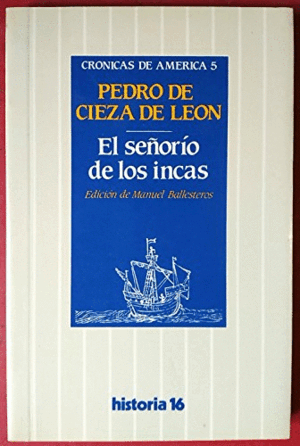 CRONICAS DE AMERICA 5
PEDRO DE
CIEZA DE LEON
El señorío
de los incas
Edición de Manuel Ballesteros
historia 16